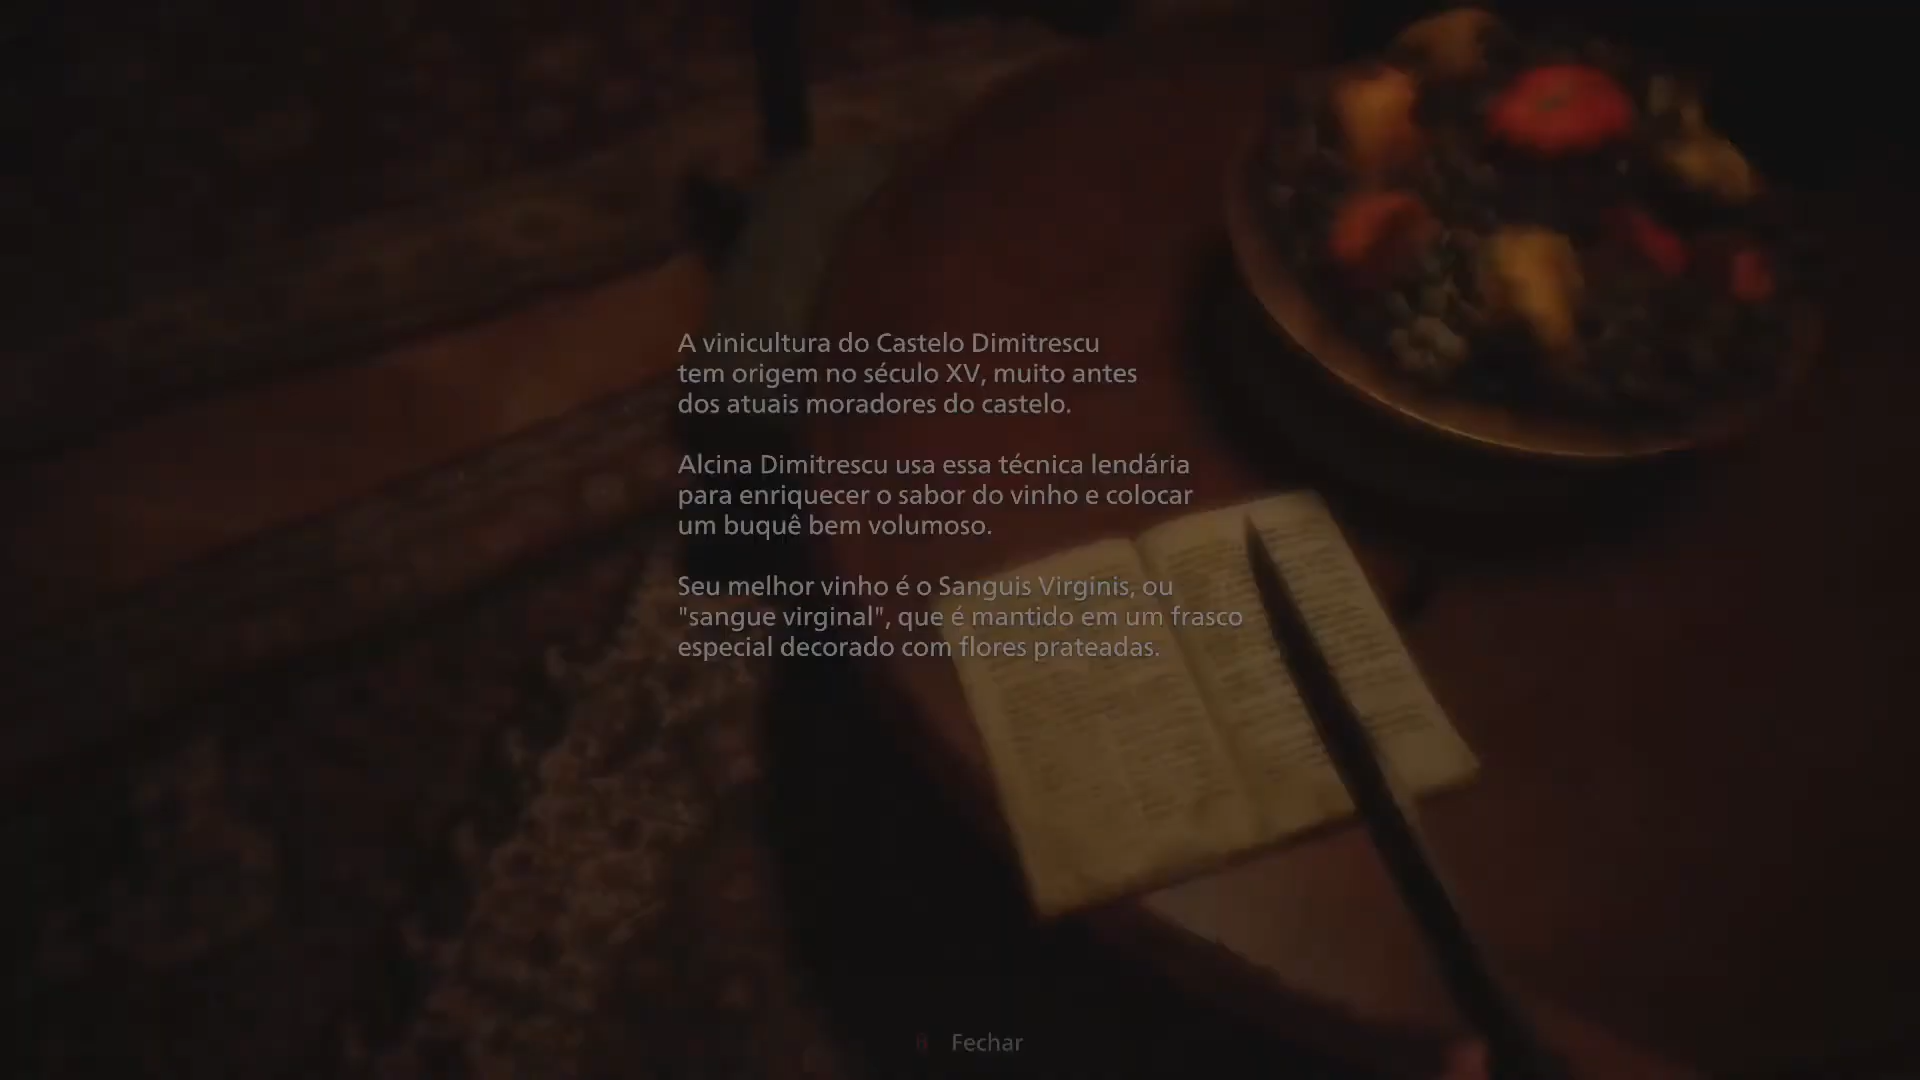 A vinicultura do Castelo Dimitrescu
tem origem no século XV, muito antes
dos atuais moradores do castelo.
Alcina Dimitrescu usa essa técnica lendária
para enriquecer o sabor do vinho e colocar
um buquê bem volumoso.
Seu melhor vinho é o Sanguis Virginis, ou
"sangue virginal", que é mantido em um frasco
especial decorado com flores prateadas.
Fechar